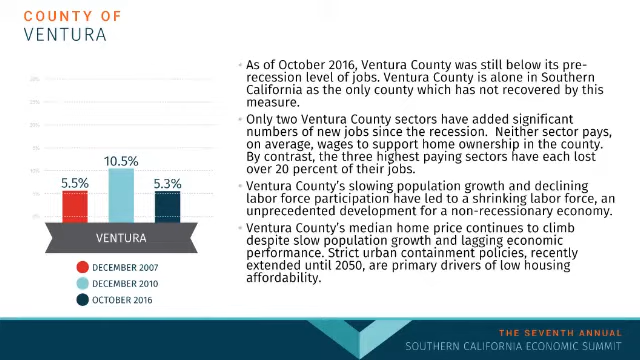 COUNTY OF
VENTURA
• As of October 2016, Ventura County was still below its pre-
recession level of jobs. Ventura County is alone in Southern
California as the only county which has not recovered by this
measure.
• Only two Ventura County sectors have added significant
numbers of new jobs since the recession. Neither sector pays,
on average, wages to support home ownership in the county.
By contrast, the three highest paying sectors have each lost
over 20 percent of their jobs.
• Ventura County's slowing population growth and declining
labor force participation have led to a shrinking labor force, an
unprecedented development for a non-recessionary economy.
• Ventura County's median home price continues to climb
despite slow population growth and lagging economic
performance. Strict urban containment policies, recently
extended until 2050, are primary drivers of low housing
affordability.
5.5%
10.5%
5.3%
VENTURA
DECEMBER 2007
DECEMBER 2010
OCTOBER 2016
THE SEVENTH ANNUAL
SOUTHERN CALIFORNIA ECONOMIC SUMMIT